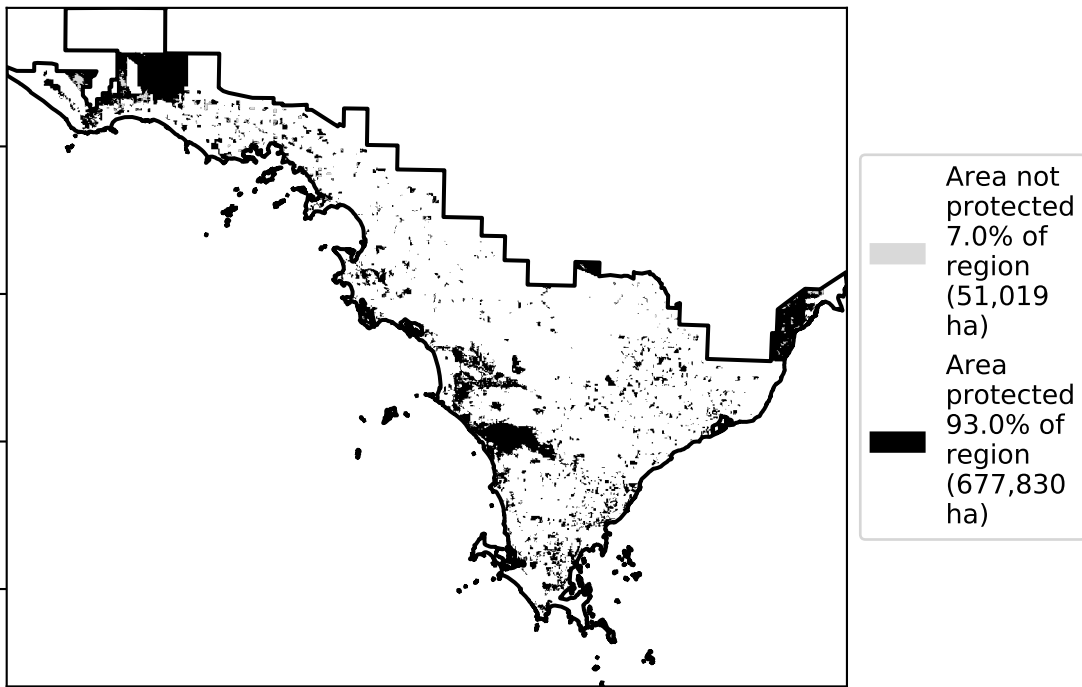 Area not
protected
7.0% of
region
(51,019
ha)
Area
protected
93.0% of
region
(677,830
ha)